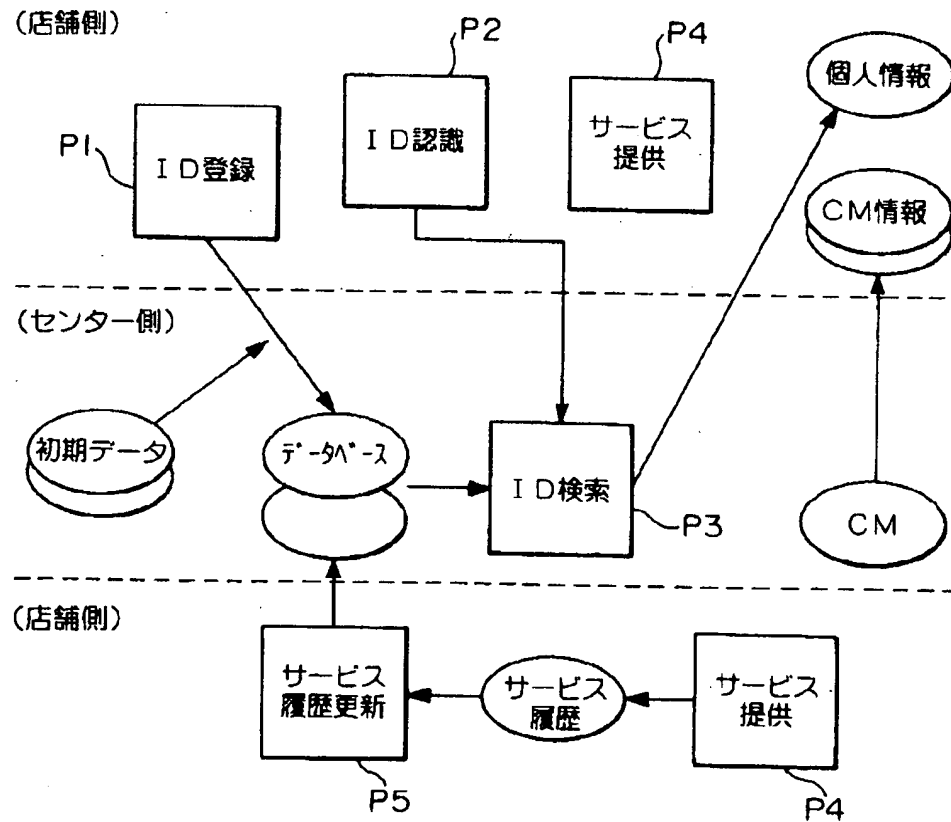 (店舗側)
P1
ID登録
P2
ID認識
P4
サービス
提供
個人情報
CM情報
(センター側)
初期データ
データベース
ID検索
P3
CM
(店舗側)
サービス
履歴更新
P5
サービス
履歴
サービス
提供
P4